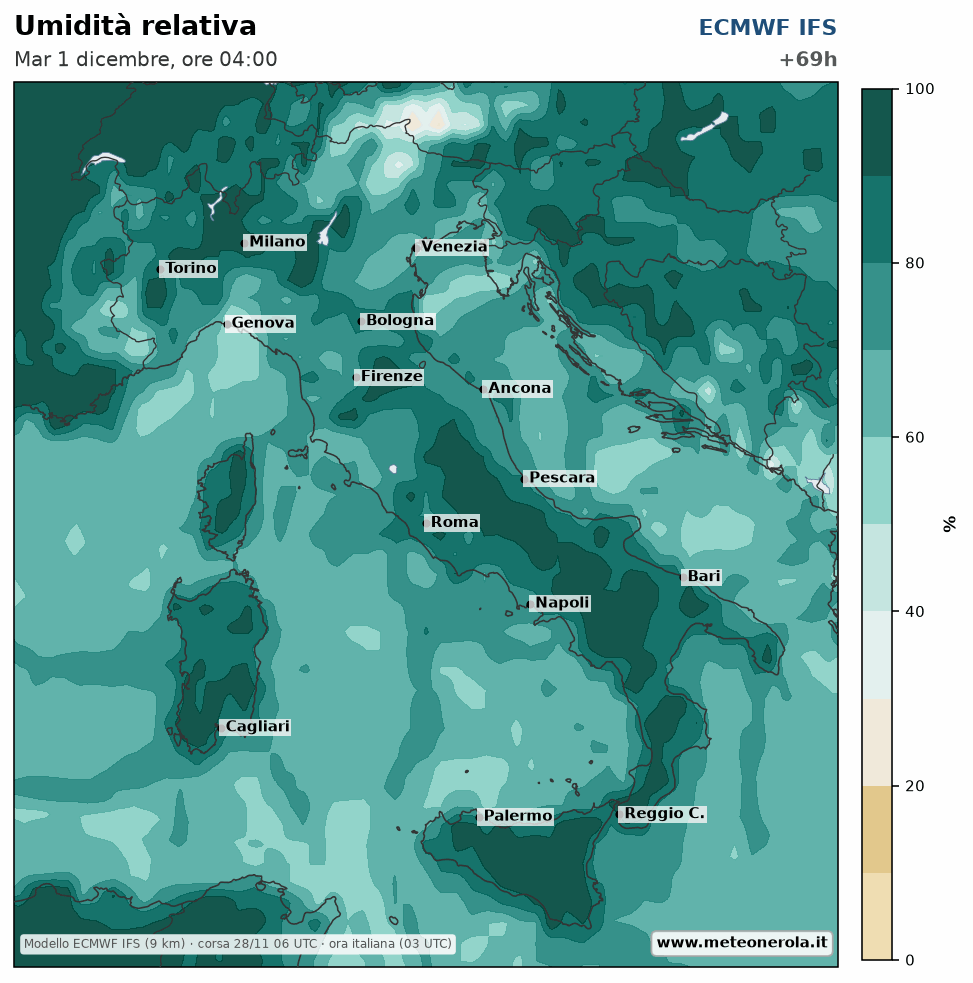 Umidità relativa
ECMWF IFS
Mar 1 dicembre, ore 04:00
+69h
100
80
60
40
20
0
%
Milano
Venezia
Torino
Genova
Bologna
Firenze
Ancona
Pescara
Roma
Bari
Napoli
Cagliari
Palermo
Reggio C.
Modello ECMWF IFS (9 km) · corsa 28/11 06 UTC · ora italiana (03 UTC)
www.meteonerola.it